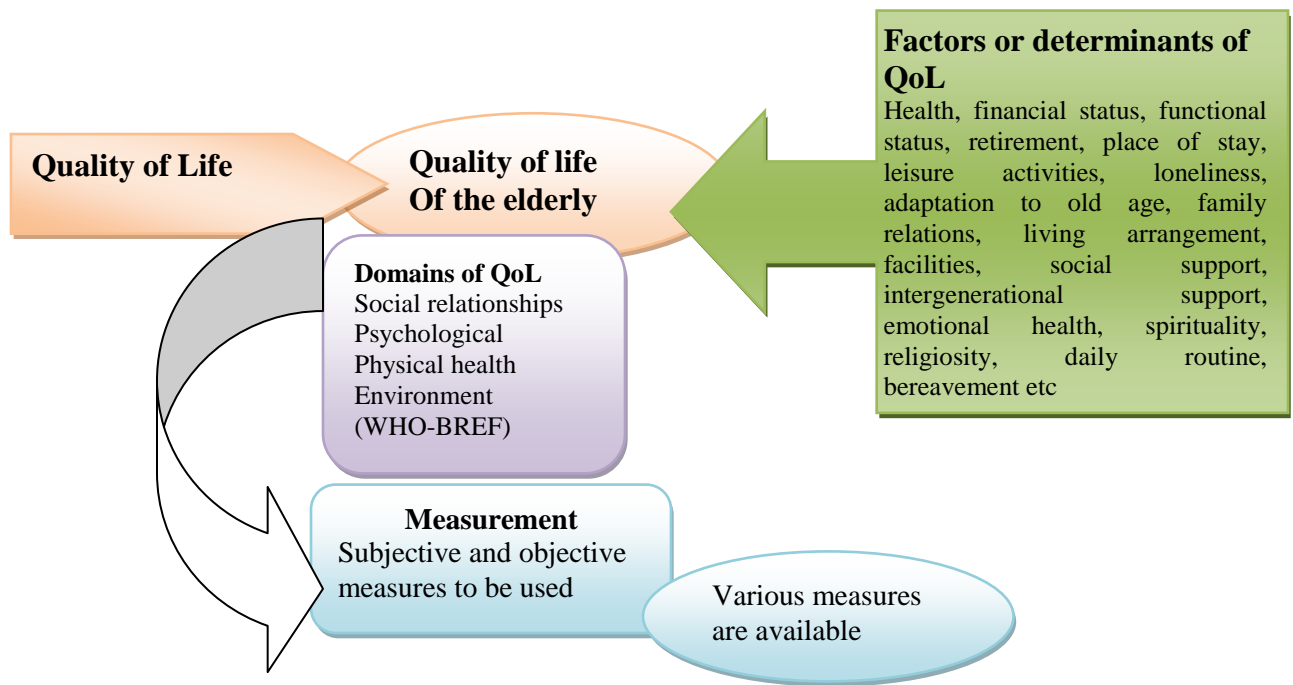 Quality of Life
Quality of life
Of the elderly
Factors or determinants of
QoL
Health, financial status, functional
status, retirement, place of stay,
leisure activities, loneliness,
adaptation to old age, family
relations, living arrangement,
facilities, social support,
intergenerational support,
emotional health, spirituality,
religiosity, daily routine,
bereavement etc
Domains of QoL
Social relationships
Psychological
Physical health
Environment
(WHO-BREF)
Measurement
Subjective and objective
measures to be used
Various measures
are available